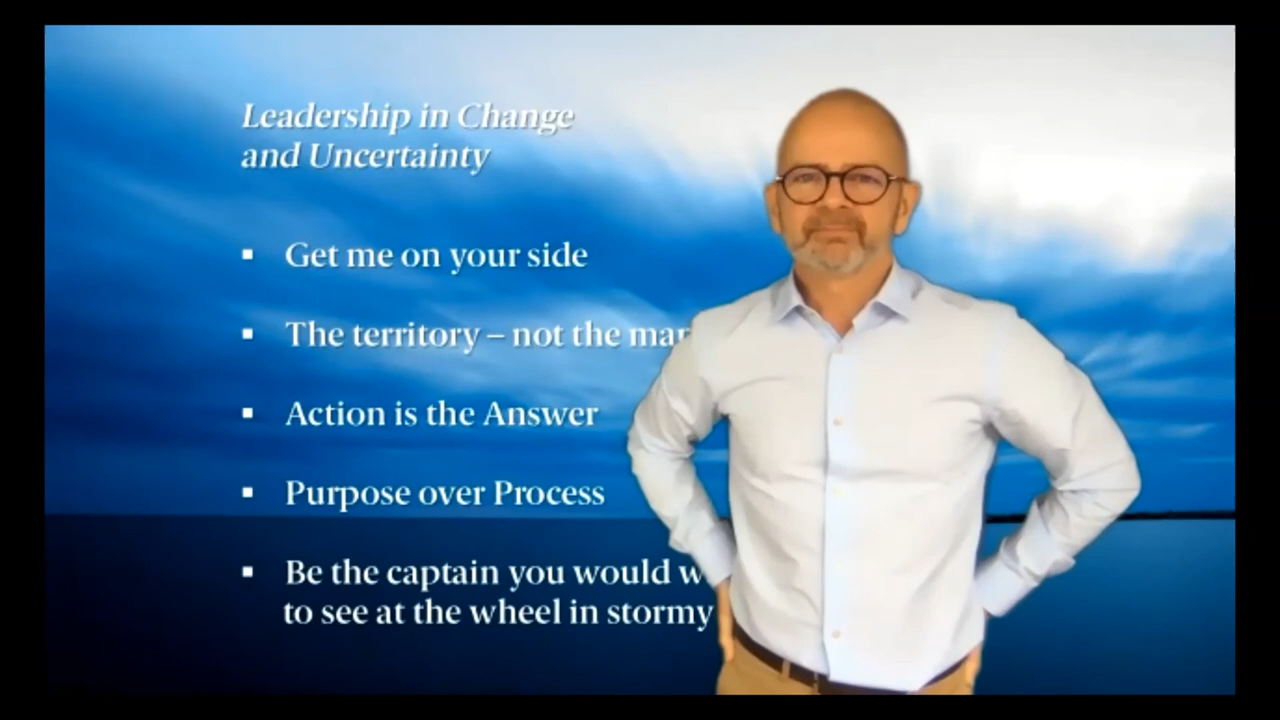 Leadership in Change
and Uncertainty
▪ Get me on your side
▪ The territory – not the
▪ Action is the Answer
▪ Purpose over Process
▪ Be the captain you would
to see at the wheel in stormy